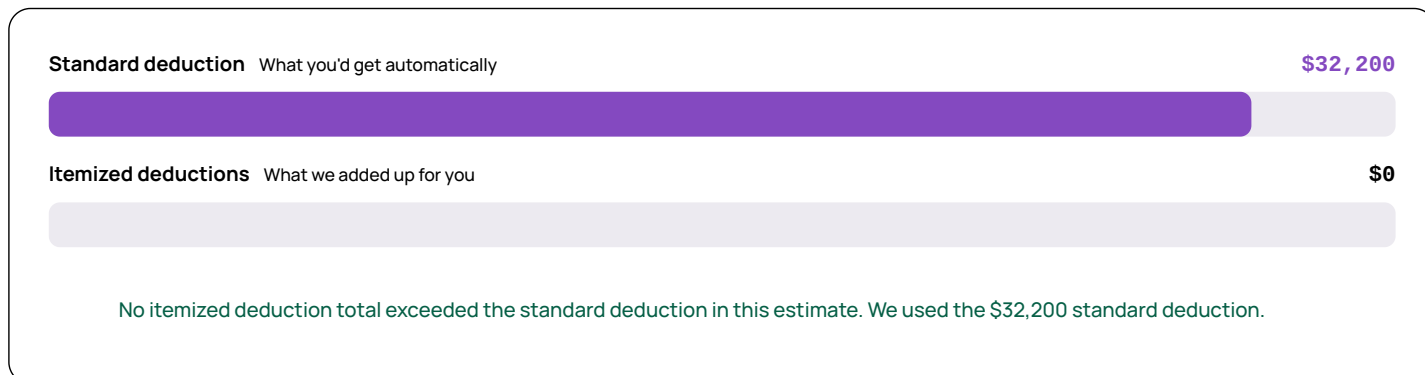 Standard deduction What you'd get automatically $32,200
Itemized deductions What we added up for you $0
No itemized deduction total exceeded the standard deduction in this estimate. We used the $32,200 standard deduction.